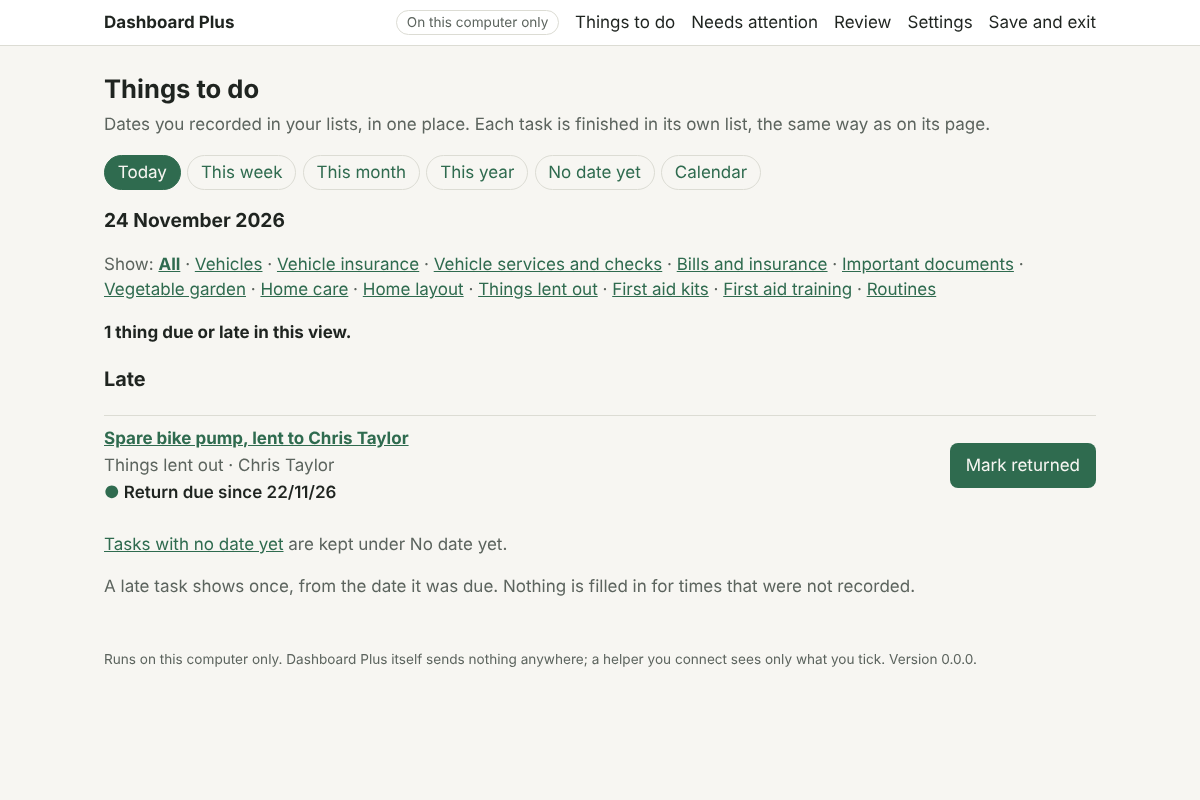 Dashboard Plus
On this computer only
Things to do
Needs attention
Review
Settings
Save and exit
Things to do
Dates you recorded in your lists, in one place. Each task is finished in its own list, the same way as on its page.
Today
This week
This month
This year
No date yet
Calendar
24 November 2026
Show: All · Vehicles · Vehicle insurance · Vehicle services and checks · Bills and insurance · Important documents ·
Vegetable garden · Home care · Home layout · Things lent out · First aid kits · First aid training · Routines
1 thing due or late in this view.
Late
Spare bike pump, lent to Chris Taylor
Things lent out · Chris Taylor
Return due since 22/11/26
Mark returned
Tasks with no date yet are kept under No date yet.
A late task shows once, from the date it was due. Nothing is filled in for times that were not recorded.
Runs on this computer only. Dashboard Plus itself sends nothing anywhere; a helper you connect sees only what you tick. Version 0.0.0.